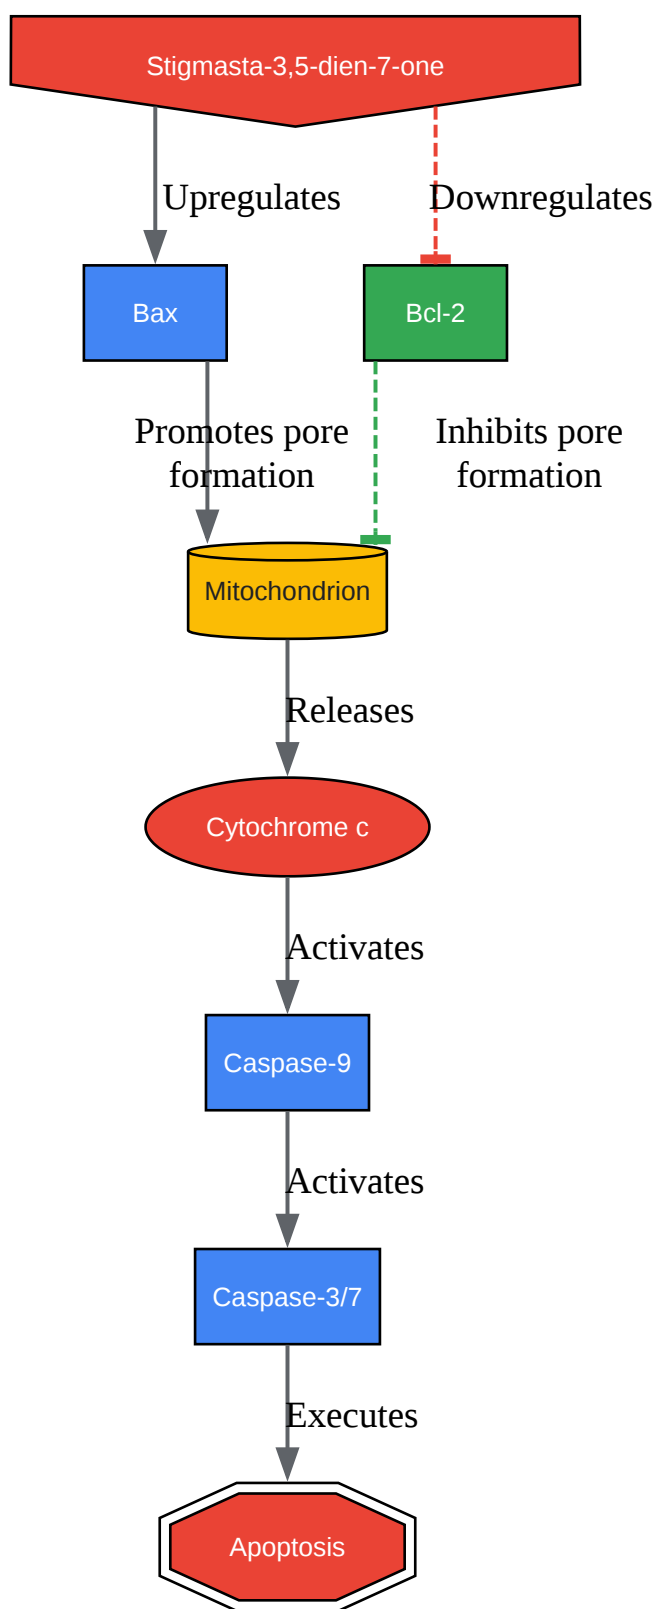 Stigmasta-3,5-dien-7-one
Upregulates
Downregulates
Bax
Bcl-2
Promotes pore
formation
Inhibits pore
formation
Mitochondrion
Releases
Cytochrome c
Activates
Caspase-9
Activates
Caspase-3/7
Executes
Apoptosis